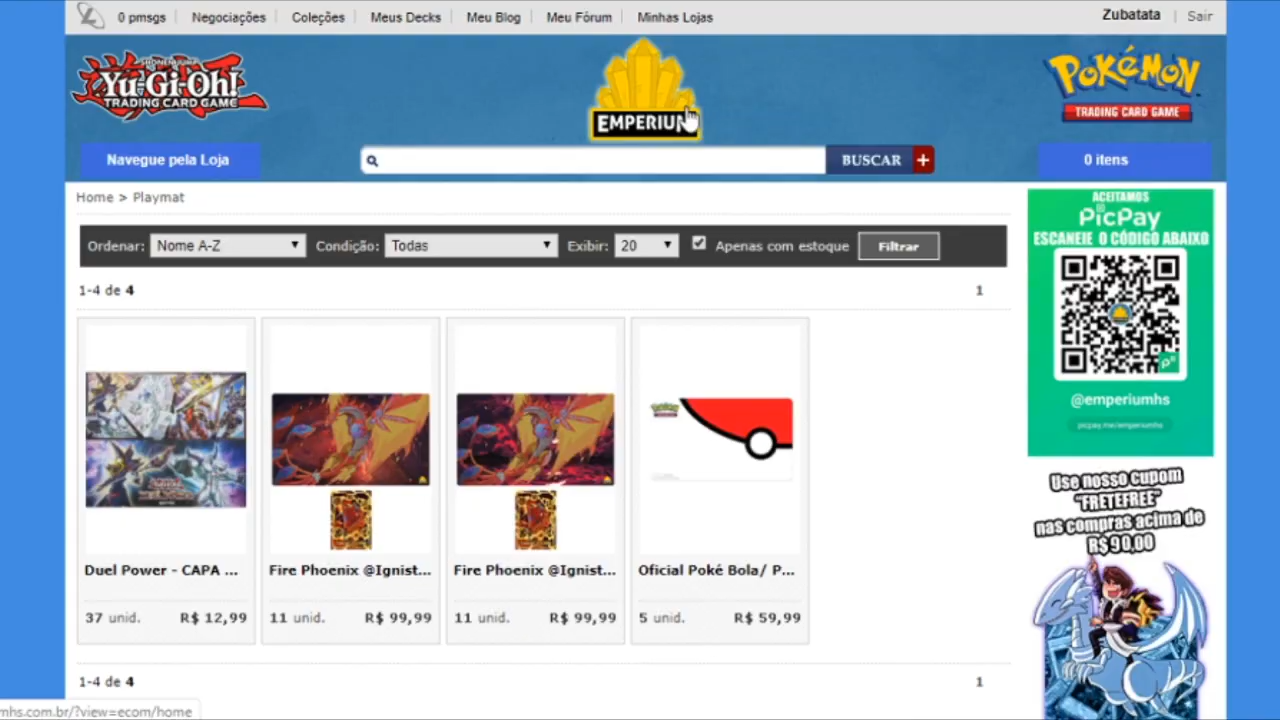 0 pmsgs Negociações Coleções Meus Decks Meu Blog Meu Fórum Minhas Lojas Zubatata Sair
SHONEN JUMP
Yu-Gi-Oh!
TRADING CARD GAME
EMPERIUM
POKéMON
TRADING CARD GAME
Navegue pela Loja
BUSCAR +
0 itens
Home > Playmat
Ordenar: Nome A-Z Condição: Todas Exibir: 20 Apenas com estoque Filtrar
1-4 de 4 1
Duel Power - CAPA ...
37 unid. R$ 12,99
Fire Phoenix @Ignist...
11 unid. R$ 99,99
Fire Phoenix @Ignist...
11 unid. R$ 99,99
Oficial Poké Bola/ P...
5 unid. R$ 59,99
1-4 de 4 1
ACEITAMOS
PicPay
ESCANEIE O CÓDIGO ABAIXO
@emperiumhs
picpay.me/emperiumhs
USE NOSSO CUPOM
"FRETEFREE"
NAS COMPRAS ACIMA DE
R$90,00
mhs.com.br/?view=ecom/home